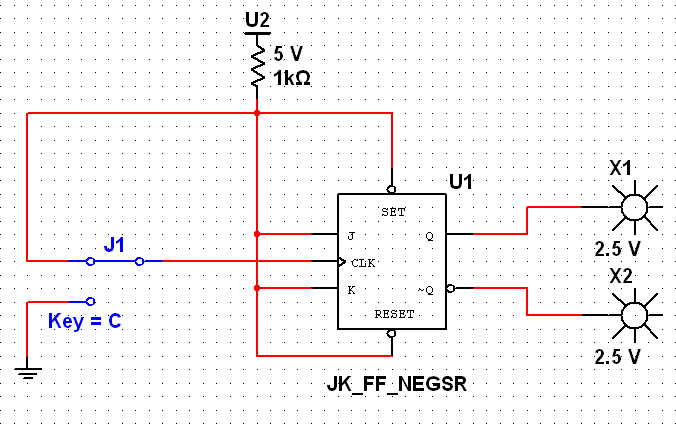 U2
5 V
1kΩ
U1
X1
SET
J
Q
J1
CLK
2.5 V
X2
K
~Q
Key = C
RESET
2.5 V
JK_FF_NEGSR